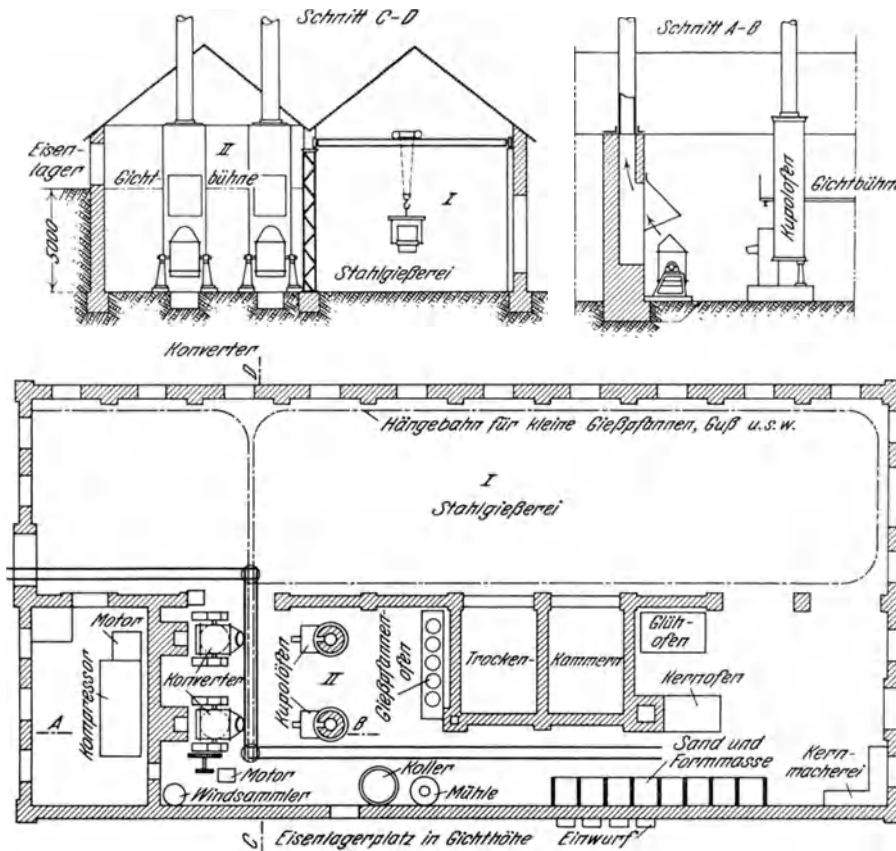 Schnitt C-D
Eisen-
lager
II
Gicht-
bühne
5000
I
Stahlgießerei
Schnitt A-B
Kupolofen
Gichtbühne
Konverter
D
Hängebahn für kleine Gießpfannen, Guß u.s.w.
I
Stahlgießerei
Motor
Kompressor
Konverter
A
Kupolöfen
II
B
Gießpfannen-
ofen
Trocken-
Kammern
Glüh-
ofen
Kernofen
Motor
Windsammler
Koller
Mühle
Sand und
Formmasse
Kern-
macherei
C
Eisenlagerplatz in Gichthöhe
Einwurf